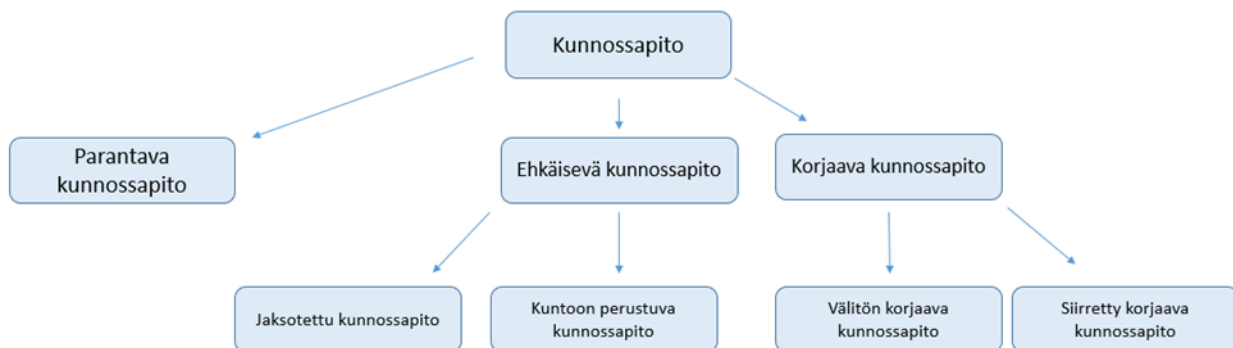 Kunnossapito
Parantava
kunnossapito
Ehkäisevä kunnossapito
Korjaava kunnossapito
Jaksotettu kunnossapito
Kuntoon perustuva
kunnossapito
Välitön korjaava
kunnossapito
Siirretty korjaava
kunnossapito